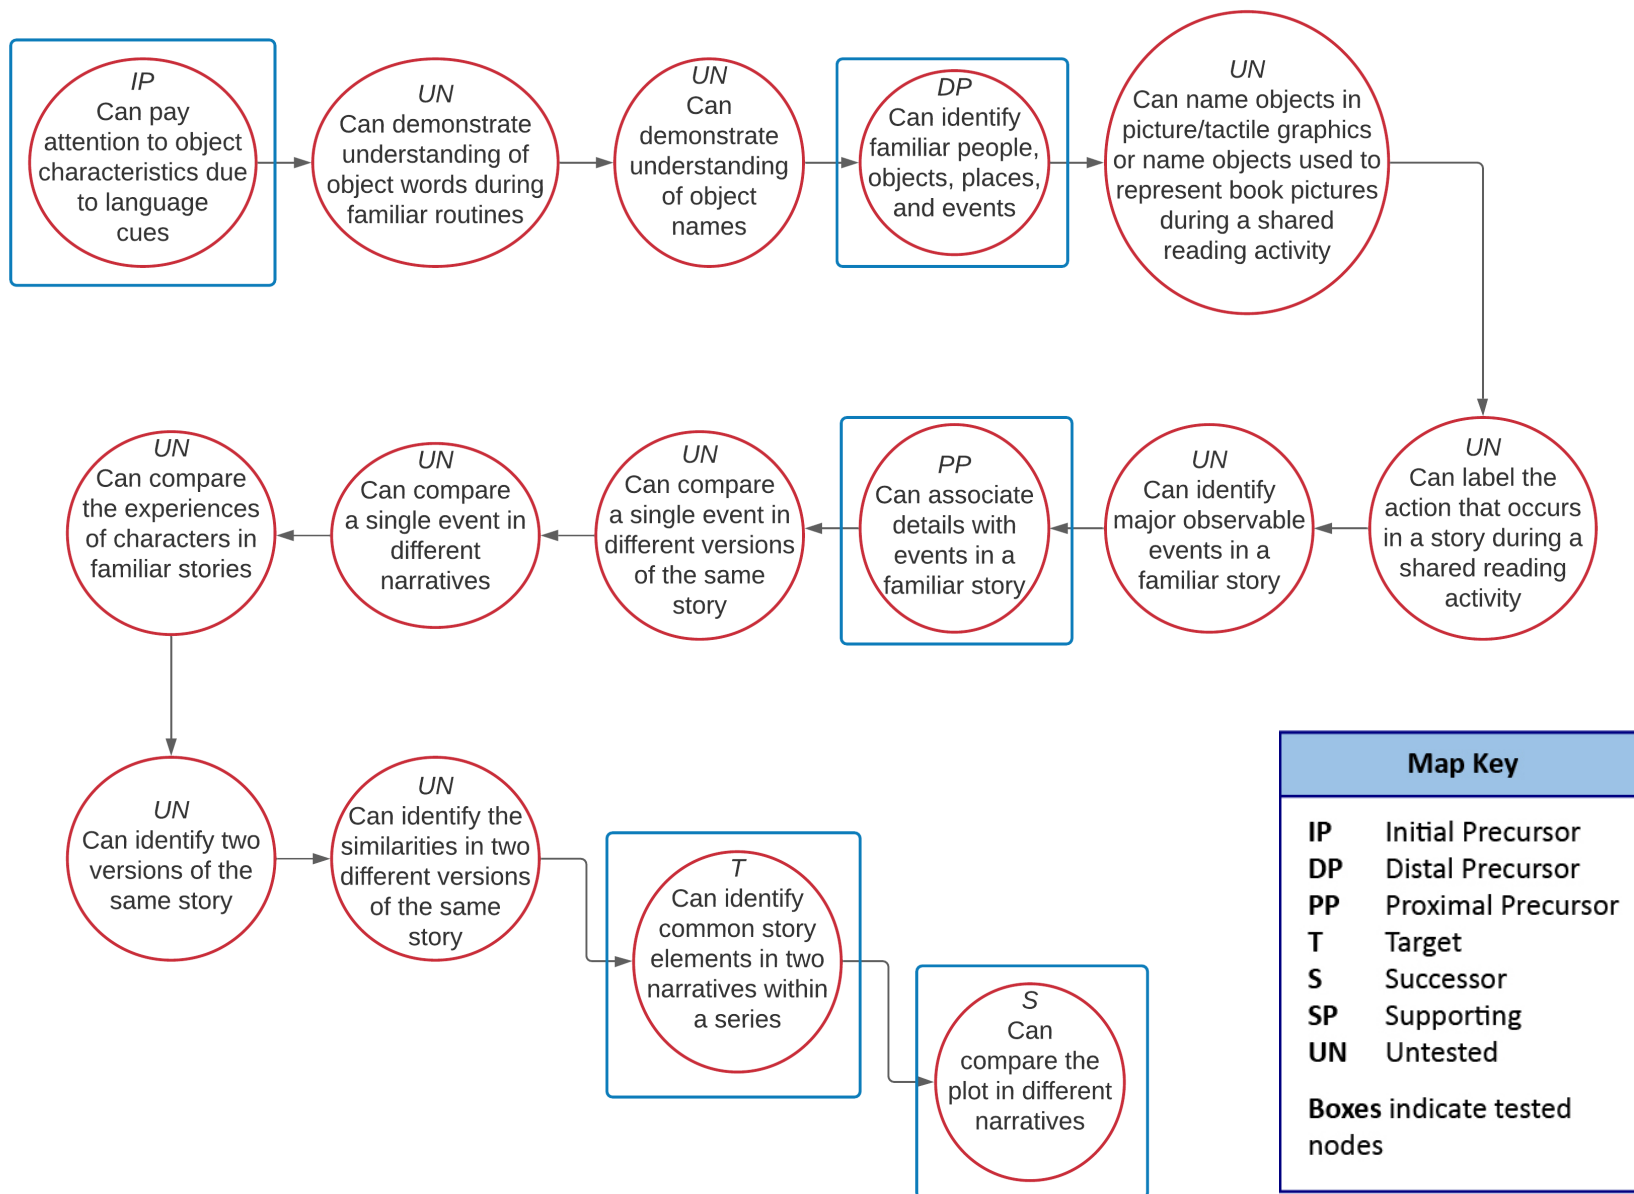 IP
Can pay
attention to object
characteristics due
to language
cues
UN
Can demonstrate
understanding of
object words during
familiar routines
UN
Can
demonstrate
understanding
of object
names
DP
Can identify
familiar people,
objects, places,
and events
UN
Can name objects in
picture/tactile graphics
or name objects used to
represent book pictures
during a shared
reading activity
UN
Can label the
action that occurs
in a story during a
shared reading
activity
UN
Can identify
major observable
events in a
familiar story
PP
Can associate
details with
events in a
familiar story
UN
Can compare
a single event in
different versions
of the same
story
UN
Can compare
a single event in
different
narratives
UN
Can compare
the experiences
of characters in
familiar stories
UN
Can identify two
versions of the
same story
UN
Can identify the
similarities in two
different versions
of the same
story
T
Can identify
common story
elements in two
narratives within
a series
S
Can
compare the
plot in different
narratives
Map Key
IP Initial Precursor
DP Distal Precursor
PP Proximal Precursor
T Target
S Successor
SP Supporting
UN Untested
Boxes indicate tested
nodes